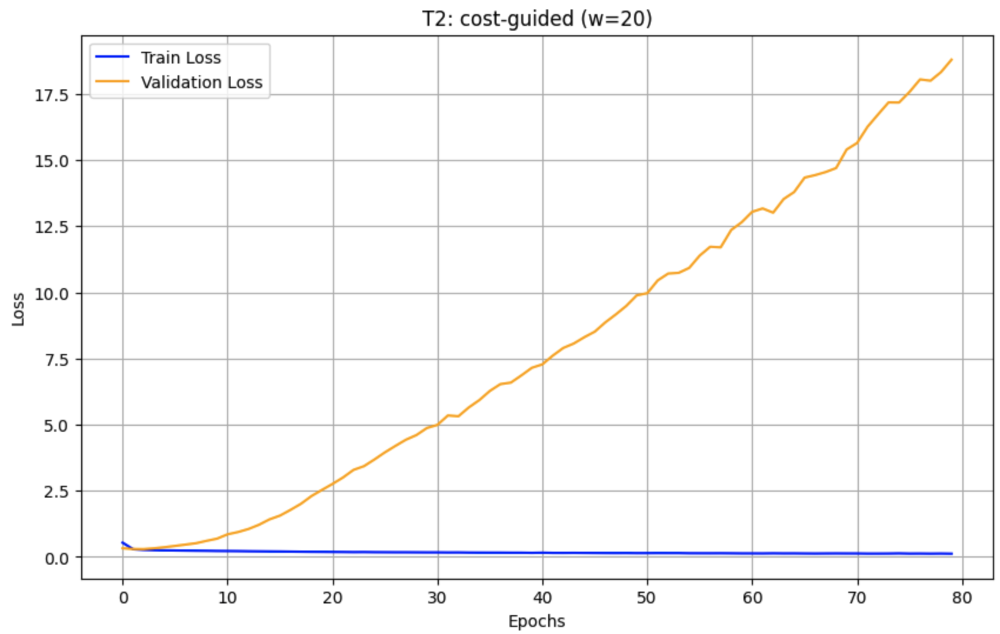 T2: cost-guided (w=20)
Train Loss
Validation Loss
17.5
15.0
12.5
10.0
7.5
5.0
2.5
0.0
Loss
0 10 20 30 40 50 60 70 80
Epochs